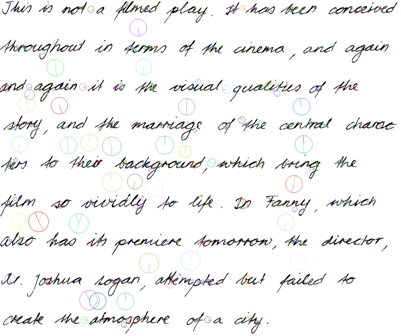 This is not a filmed play. It has been conceived
throughout in terms of the cinema, and again
and again it is the visual qualities of the
story, and the marriage of the central charac
ters to their background, which bring the
film so vividly to life. In Fanny, which
also has its premiere tomorrow, the director,
Mr. Joshua Logan, attempted but failed to
create the atmosphere of a city.